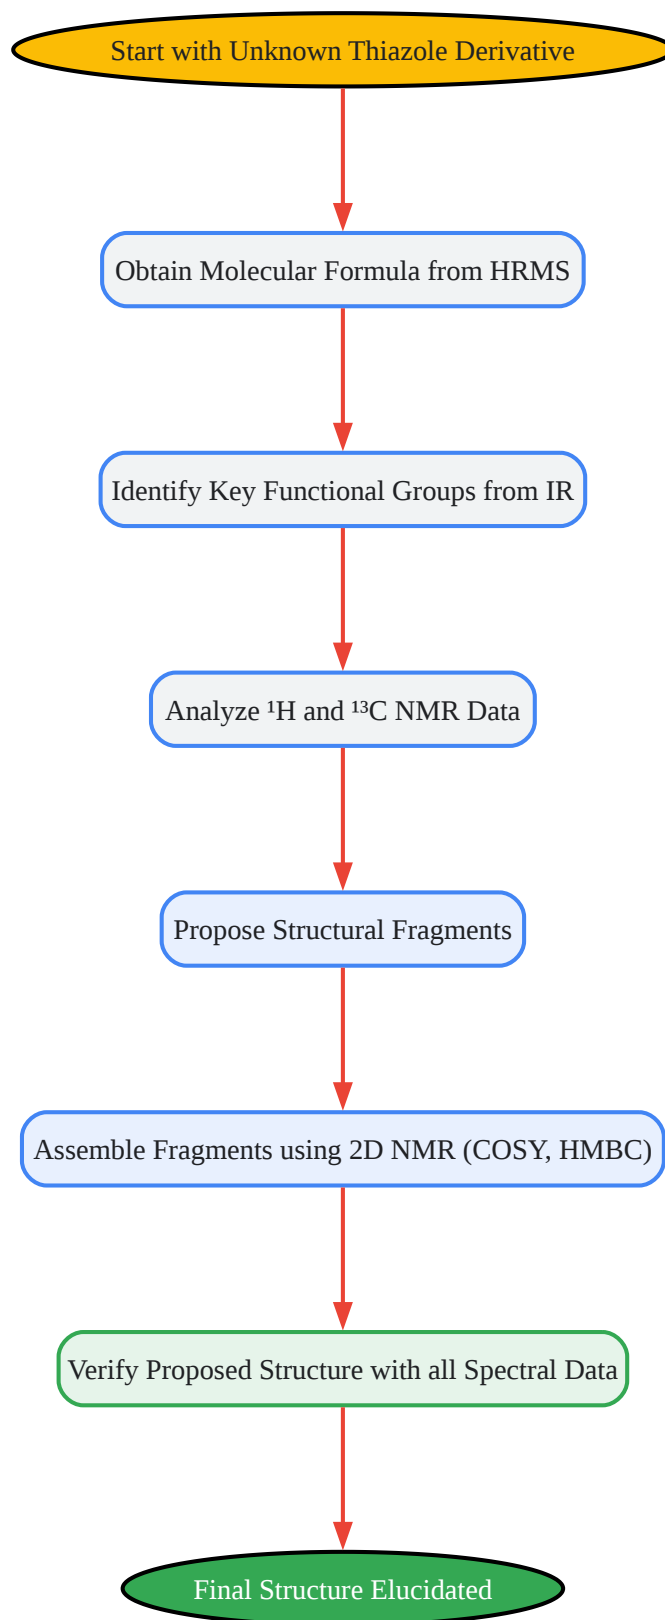 Start with Unknown Thiazole Derivative
Obtain Molecular Formula from HRMS
Identify Key Functional Groups from IR
Analyze ¹H and ¹³C NMR Data
Propose Structural Fragments
Assemble Fragments using 2D NMR (COSY, HMBC)
Verify Proposed Structure with all Spectral Data
Final Structure Elucidated